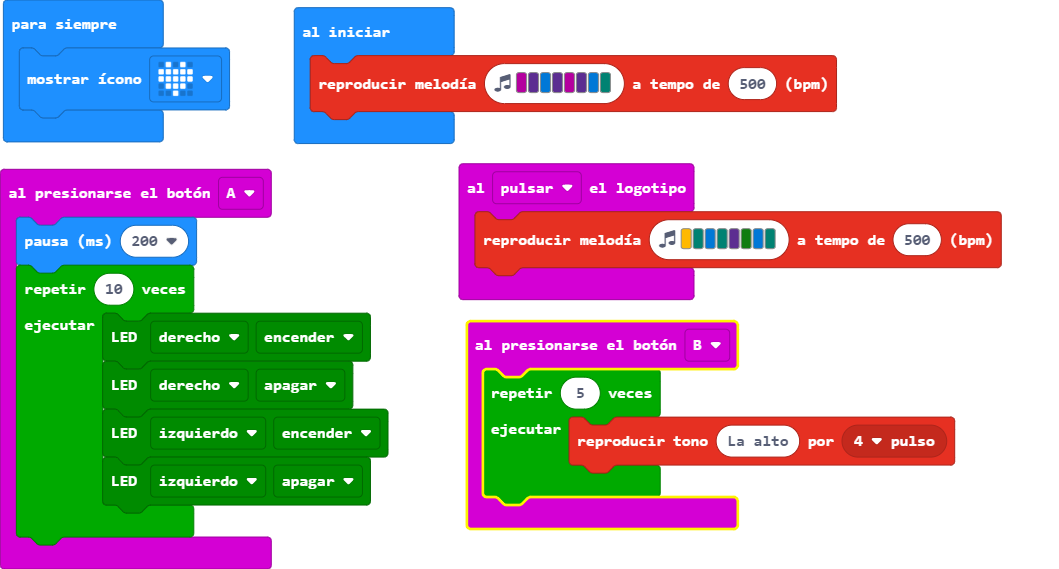 para siempre
mostrar ícono
al iniciar
reproducir melodía a tempo de 500 (bpm)
al presionarse el botón A
pausa (ms) 200
repetir 10 veces
ejecutar
LED derecho encender
LED derecho apagar
LED izquierdo encender
LED izquierdo apagar
al pulsar el logotipo
reproducir melodía a tempo de 500 (bpm)
al presionarse el botón B
repetir 5 veces
ejecutar
reproducir tono La alto por 4 pulso